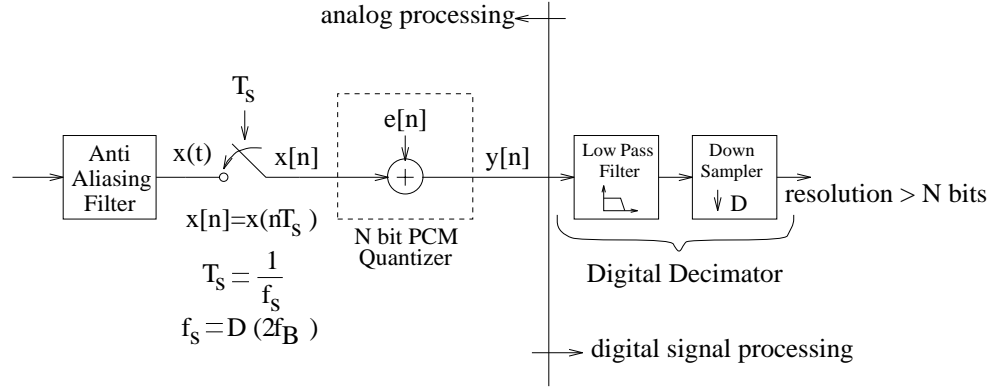 analog processing
T_s
e[n]
Anti
Aliasing
Filter
x(t)
x[n]
+
y[n]
Low Pass
Filter
Down
Sampler
↓ D
resolution > N bits
x[n]=x(nT_s )
N bit PCM
Quantizer
T_s = 1/f_s
f_s = D (2f_B)
Digital Decimator
digital signal processing